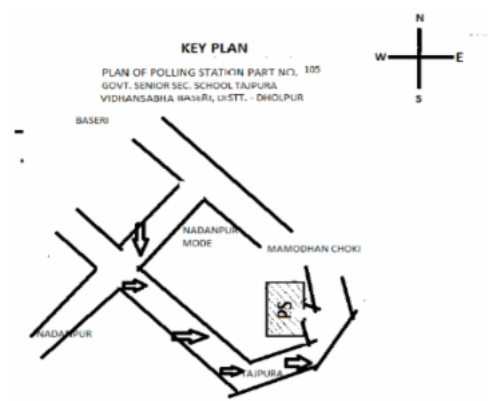 N
KEY PLAN
W E
PLAN OF POLLING STATION PART NO. 105
GOVT. SENIOR SEC. SCHOOL TAJPURA
S
VIDHANSABHA BASERI, DISTT. - DHOLPUR
BASERI
NADANPUR
MODE
MAMODHAN CHOKI
PS
NADANPUR
TAJPURA